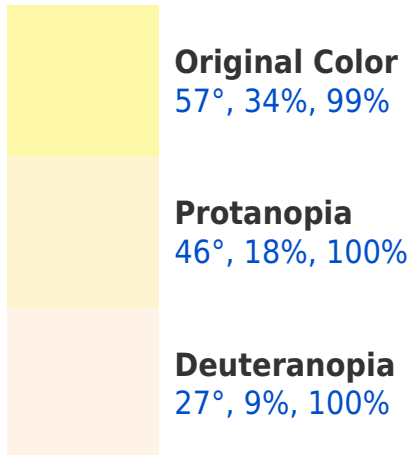 Original Color
57°, 34%, 99%
Protanopia
46°, 18%, 100%
Deuteranopia
27°, 9%, 100%